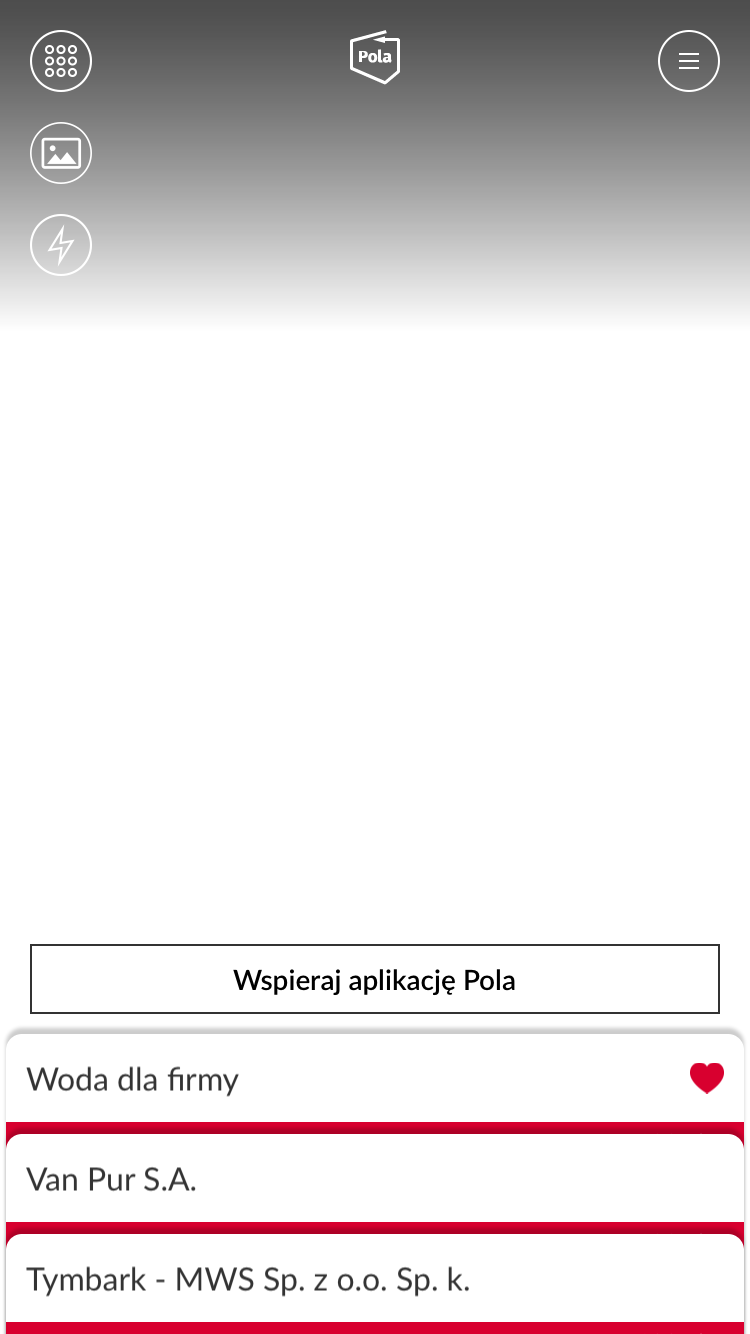 Pola
Wspieraj aplikację Pola
Woda dla firmy
Van Pur S.A.
Tymbark - MWS Sp. z o.o. Sp. k.